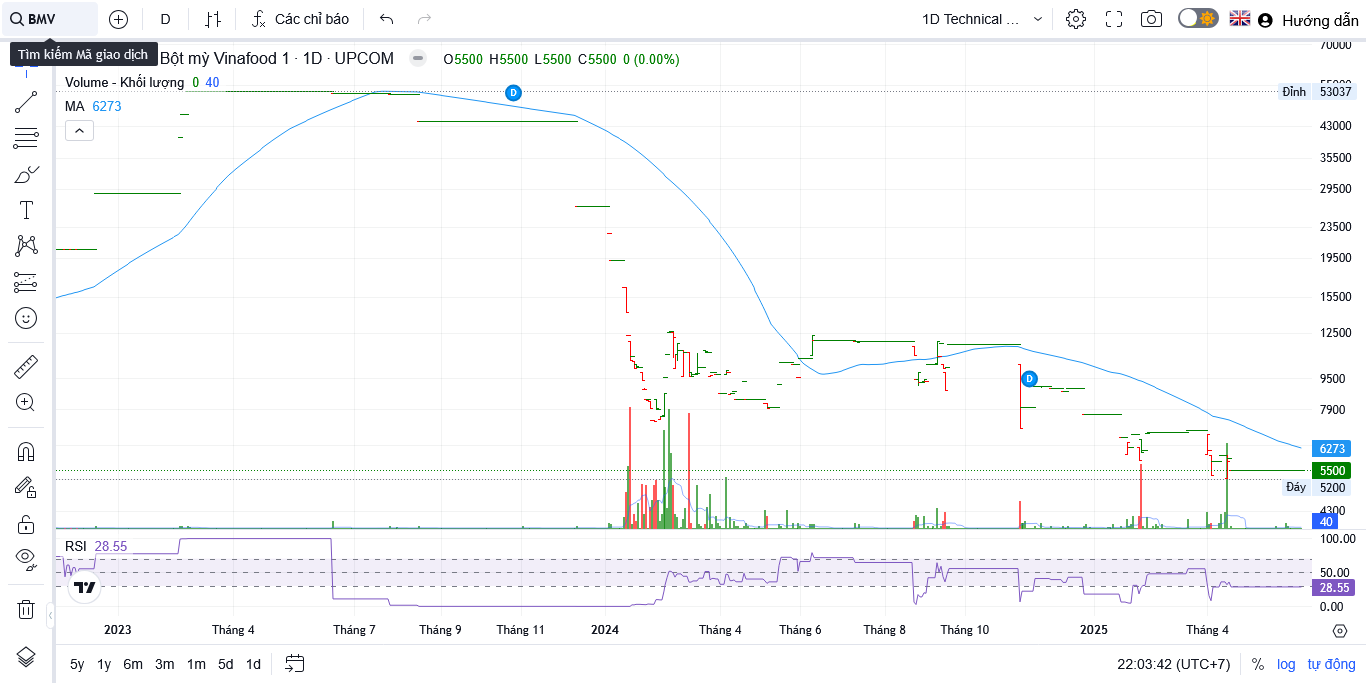 BMV
D
Các chỉ báo
1D Technical ...
Hướng dẫn
Tìm kiếm Mã giao dịch
Bột mỳ Vinafood 1 · 1D · UPCOM
O5500 H5500 L5500 C5500 0 (0.00%)
Volume - Khối lượng 0 40
MA 6273
70000
Đỉnh 53037
43000
35500
29500
23500
19500
15500
12500
9500
7900
6273
5500
Đáy 5200
4300
40
D
D
RSI 28.55
100.00
50.00
28.55
0.00
2023 Tháng 4 Tháng 7 Tháng 9 Tháng 11 2024 Tháng 4 Tháng 6 Tháng 8 Tháng 10 2025 Tháng 4
5y 1y 6m 3m 1m 5d 1d
22:03:42 (UTC+7) % log tự động